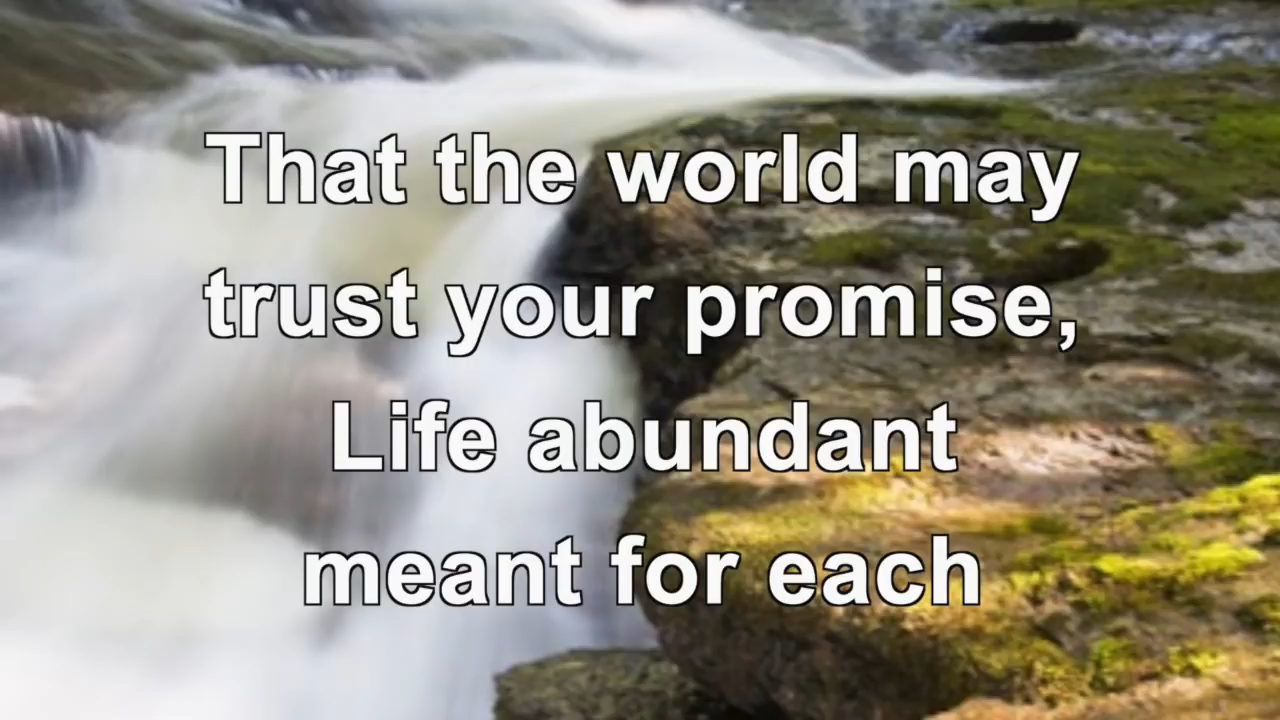 That the world may
trust your promise,
Life abundant
meant for each